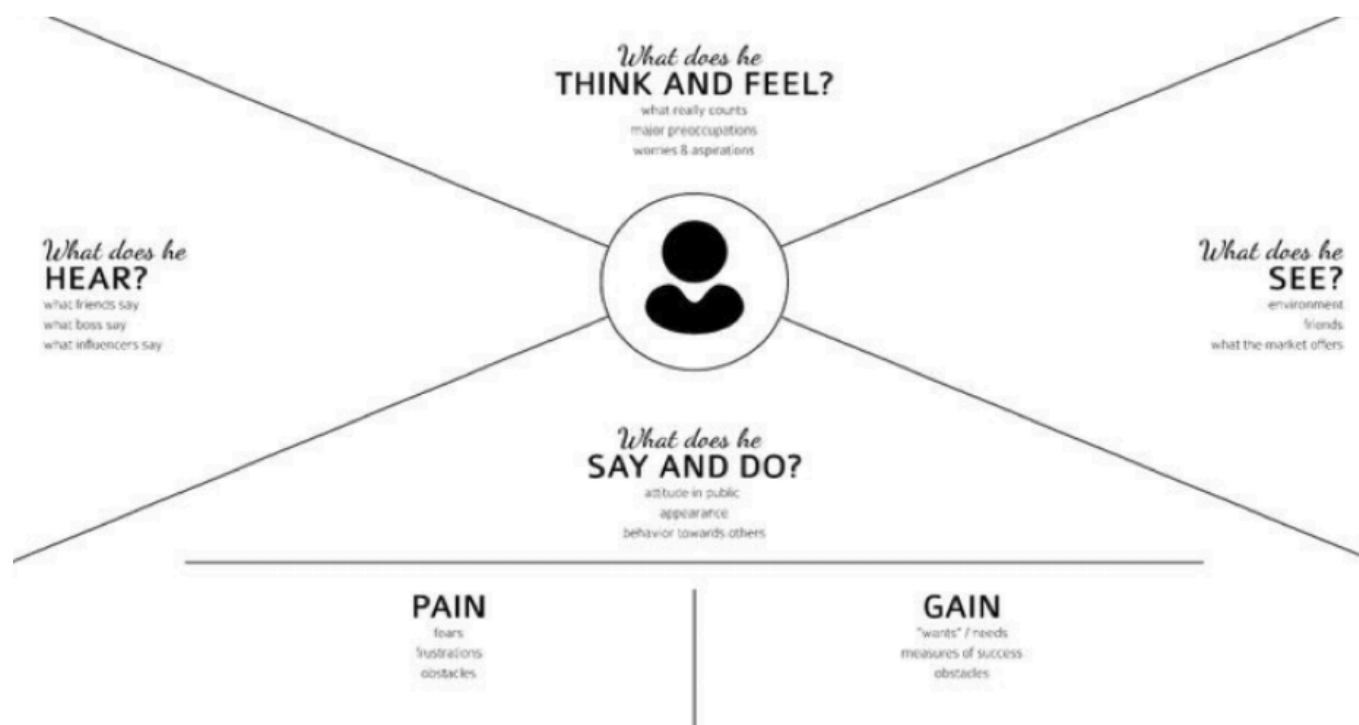 What does he
THINK AND FEEL?
what really counts
major preoccupations
worries & aspirations
What does he
HEAR?
what friends say
what boss say
what influencers say
What does he
SEE?
environment
friends
what the market offers
What does he
SAY AND DO?
attitude in public
appearance
behavior towards others
PAIN
fears
frustrations
obstacles
GAIN
"wants" / needs
measures of success
obstacles